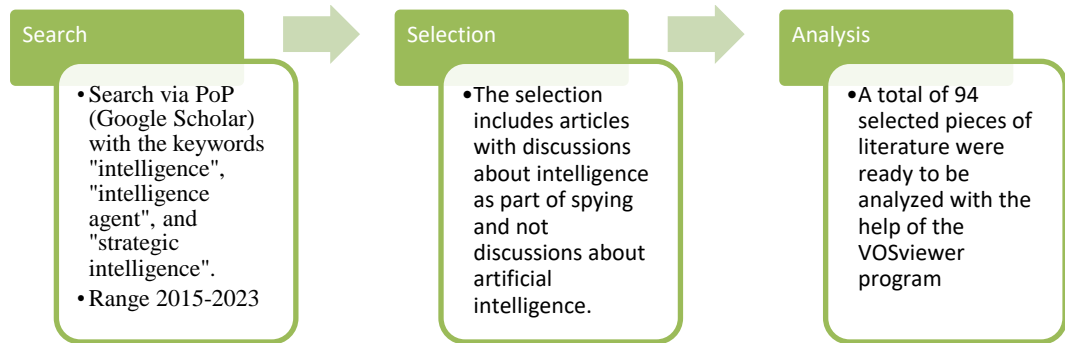 Search
• Search via PoP
(Google Scholar)
with the keywords
"intelligence",
"intelligence
agent", and
"strategic
intelligence".
• Range 2015-2023
Selection
•The selection
includes articles
with discussions
about intelligence
as part of spying
and not
discussions about
artificial
intelligence.
Analysis
•A total of 94
selected pieces of
literature were
ready to be
analyzed with the
help of the
VOSviewer
program